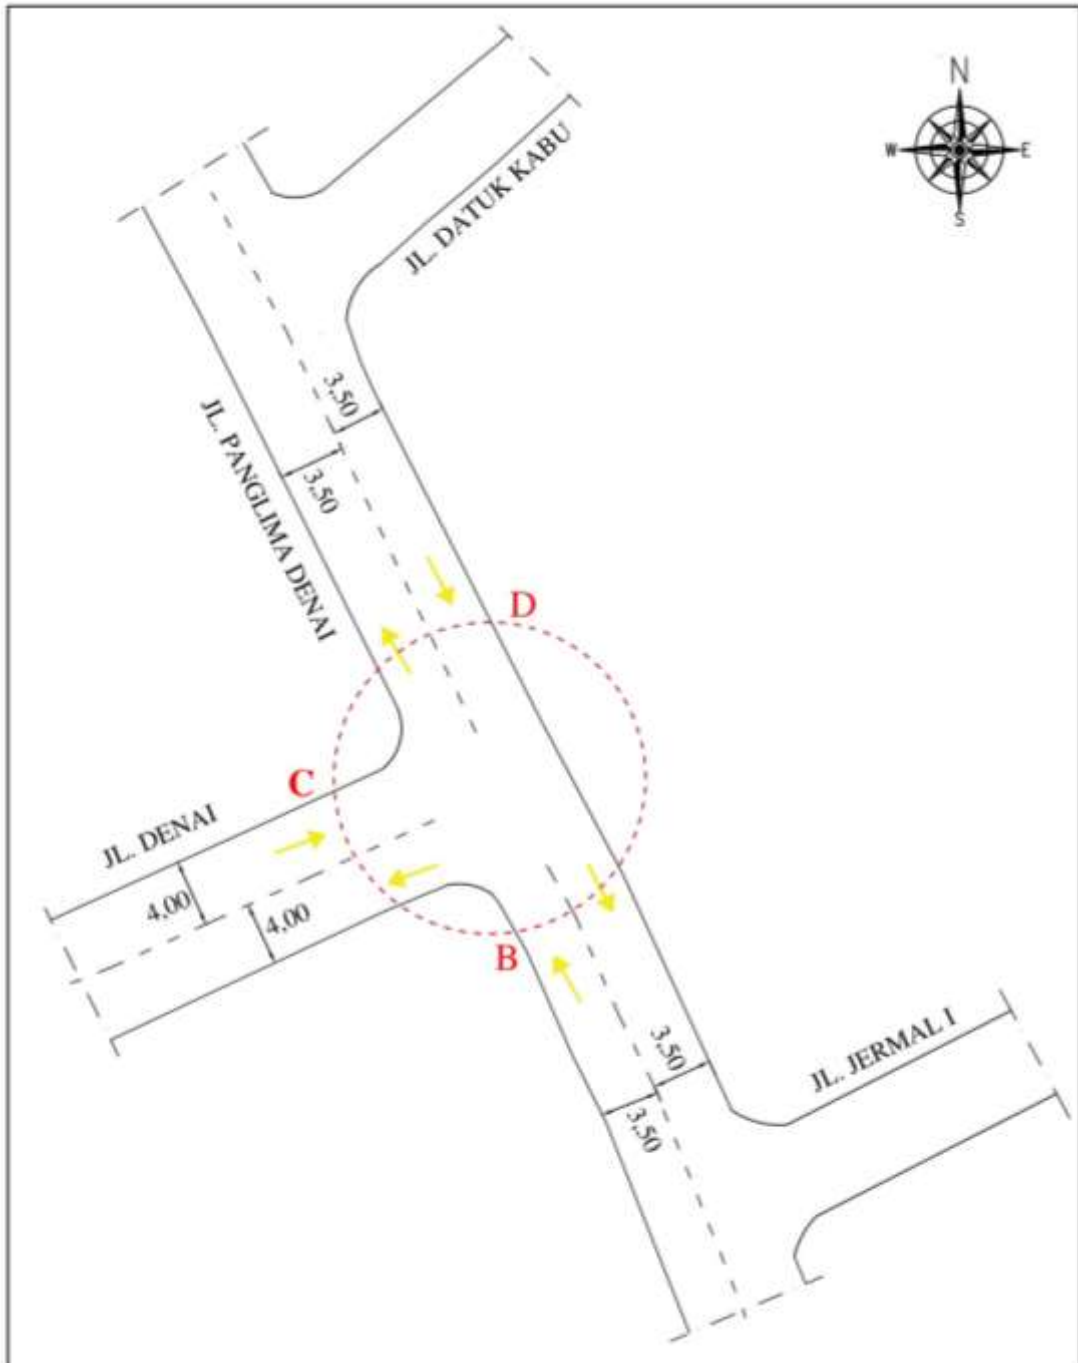 N
W
E
S
JL. DATUK KABU
3,50
3,50
JL. PANGLIMA DENAI
D
C
JL. DENAI
4,00
4,00
B
3,50
3,50
JL. JERMAL I